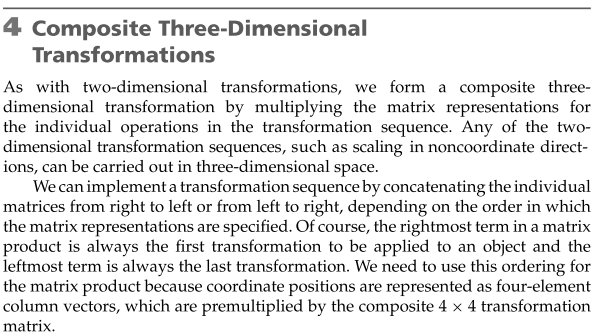 4 Composite Three-Dimensional
Transformations
As with two-dimensional transformations, we form a composite three-
dimensional transformation by multiplying the matrix representations for
the individual operations in the transformation sequence. Any of the two-
dimensional transformation sequences, such as scaling in noncoordinate direct-
ions, can be carried out in three-dimensional space.
We can implement a transformation sequence by concatenating the individual
matrices from right to left or from left to right, depending on the order in which
the matrix representations are specified. Of course, the rightmost term in a matrix
product is always the first transformation to be applied to an object and the
leftmost term is always the last transformation. We need to use this ordering for
the matrix product because coordinate positions are represented as four-element
column vectors, which are premultiplied by the composite 4 × 4 transformation
matrix.